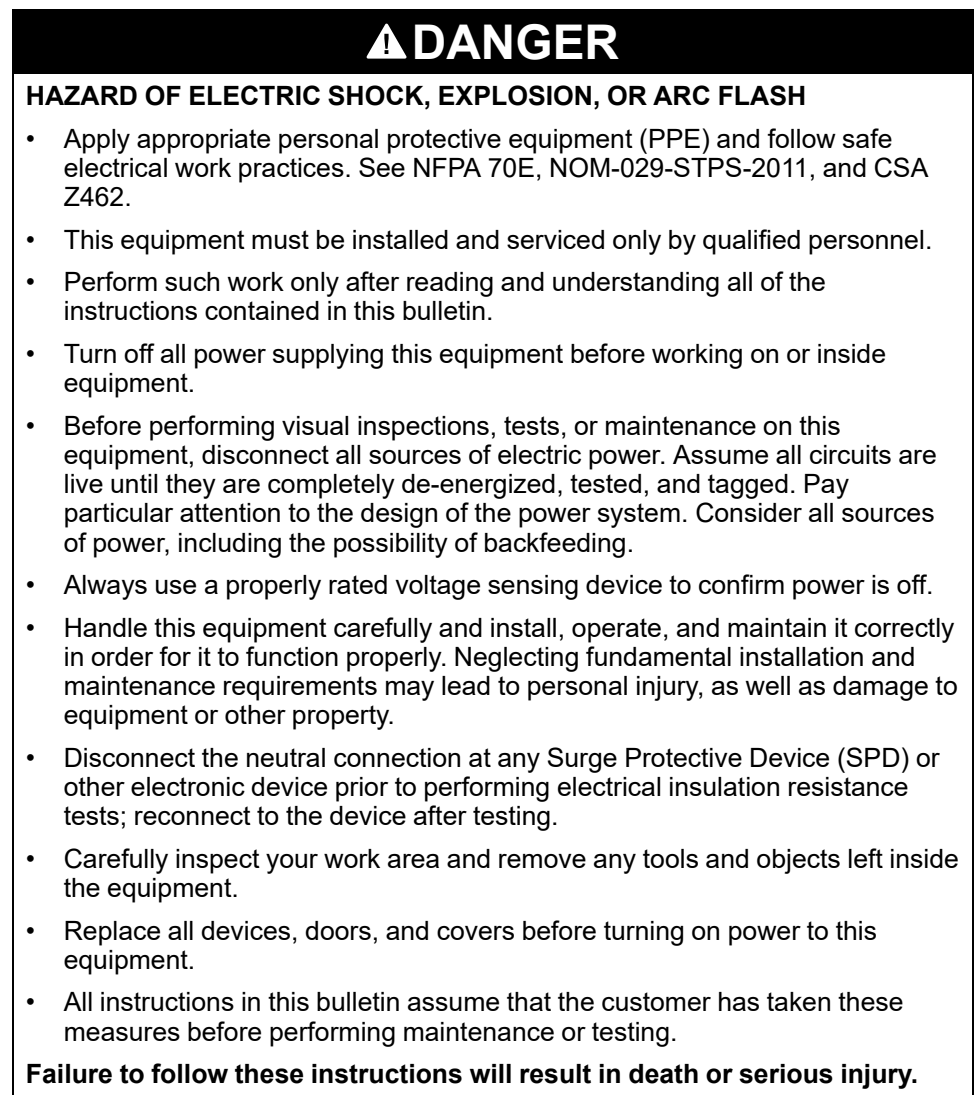 ⚠ DANGER
HAZARD OF ELECTRIC SHOCK, EXPLOSION, OR ARC FLASH
• Apply appropriate personal protective equipment (PPE) and follow safe
electrical work practices. See NFPA 70E, NOM-029-STPS-2011, and CSA
Z462.
• This equipment must be installed and serviced only by qualified personnel.
• Perform such work only after reading and understanding all of the
instructions contained in this bulletin.
• Turn off all power supplying this equipment before working on or inside
equipment.
• Before performing visual inspections, tests, or maintenance on this
equipment, disconnect all sources of electric power. Assume all circuits are
live until they are completely de-energized, tested, and tagged. Pay
particular attention to the design of the power system. Consider all sources
of power, including the possibility of backfeeding.
• Always use a properly rated voltage sensing device to confirm power is off.
• Handle this equipment carefully and install, operate, and maintain it correctly
in order for it to function properly. Neglecting fundamental installation and
maintenance requirements may lead to personal injury, as well as damage to
equipment or other property.
• Disconnect the neutral connection at any Surge Protective Device (SPD) or
other electronic device prior to performing electrical insulation resistance
tests; reconnect to the device after testing.
• Carefully inspect your work area and remove any tools and objects left inside
the equipment.
• Replace all devices, doors, and covers before turning on power to this
equipment.
• All instructions in this bulletin assume that the customer has taken these
measures before performing maintenance or testing.
Failure to follow these instructions will result in death or serious injury.